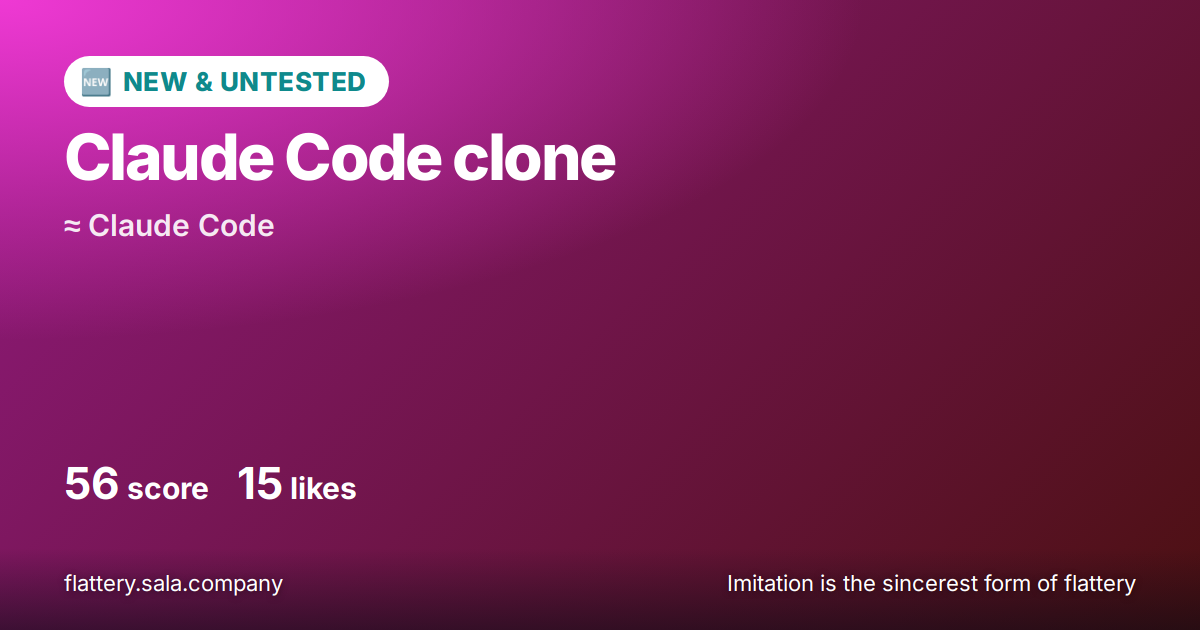 🆕 NEW & UNTESTED
Claude Code clone
≈ Claude Code
56 score 15 likes
flattery.sala.company
Imitation is the sincerest form of flattery